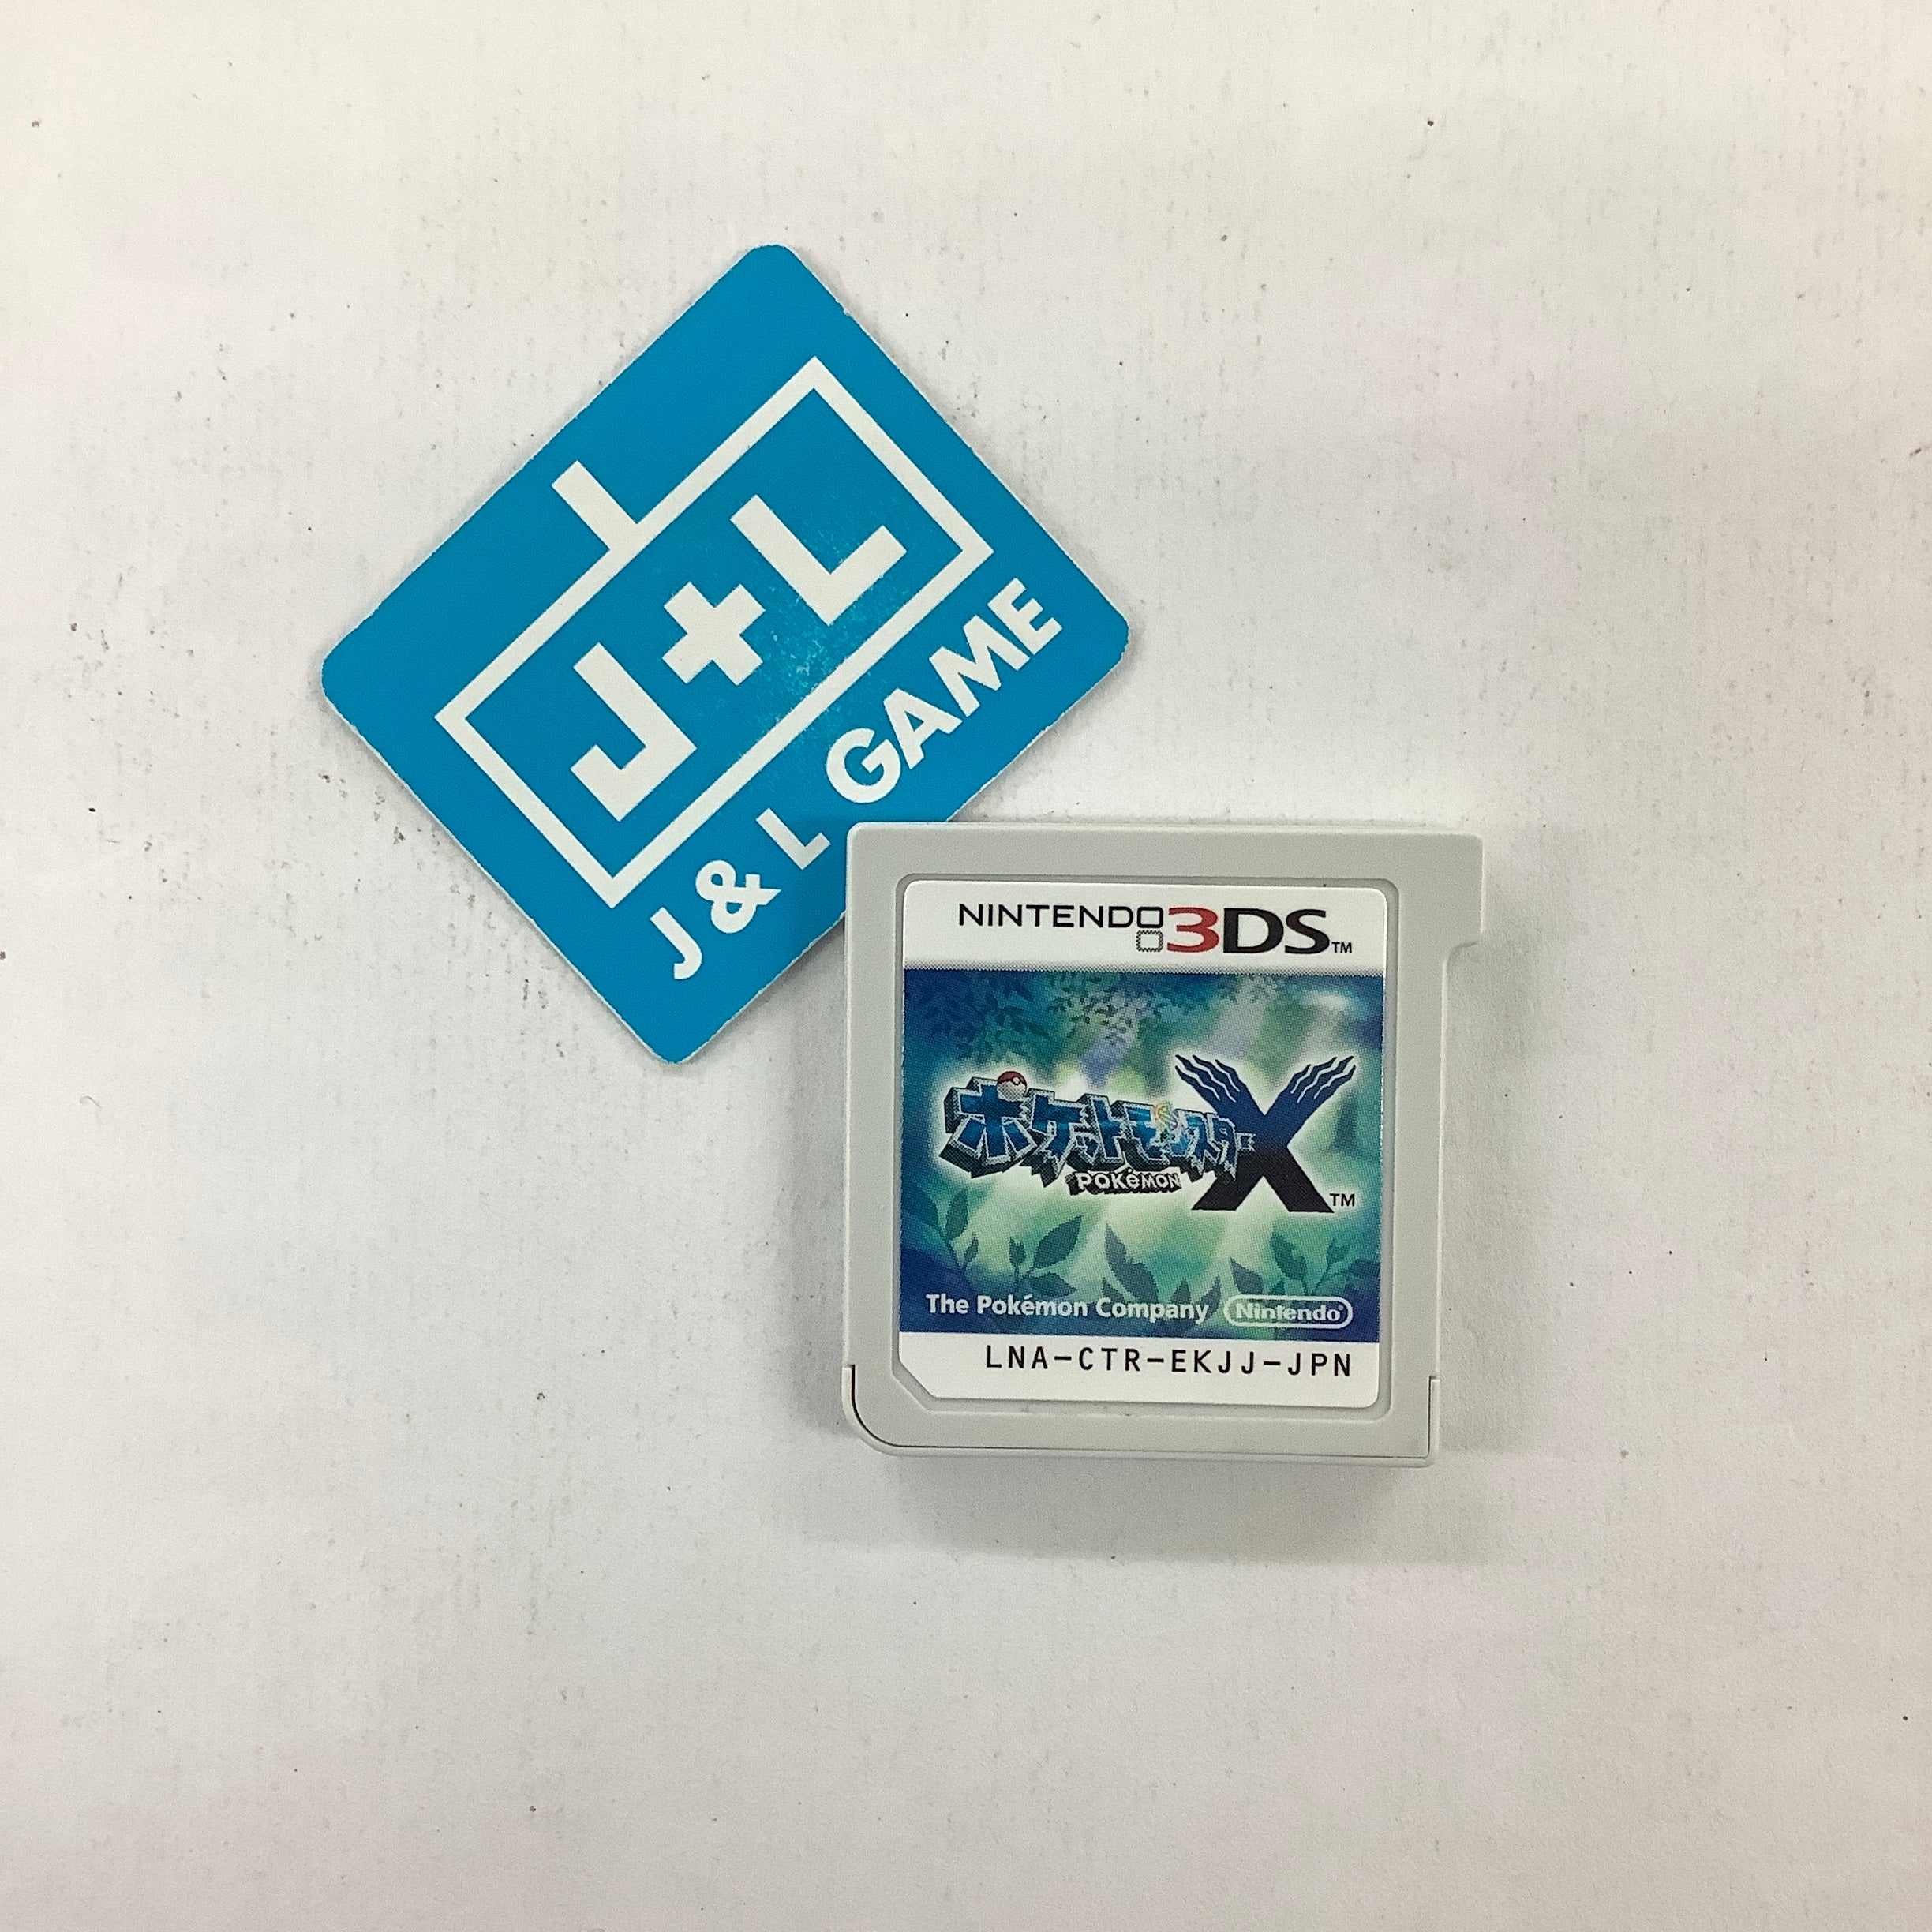 J+L
J & L GAME
NINTENDO 3DS™
ポケットモンスター X™
POKéMON
The Pokémon Company Nintendo®
LNA-CTR-EKJJ-JPN